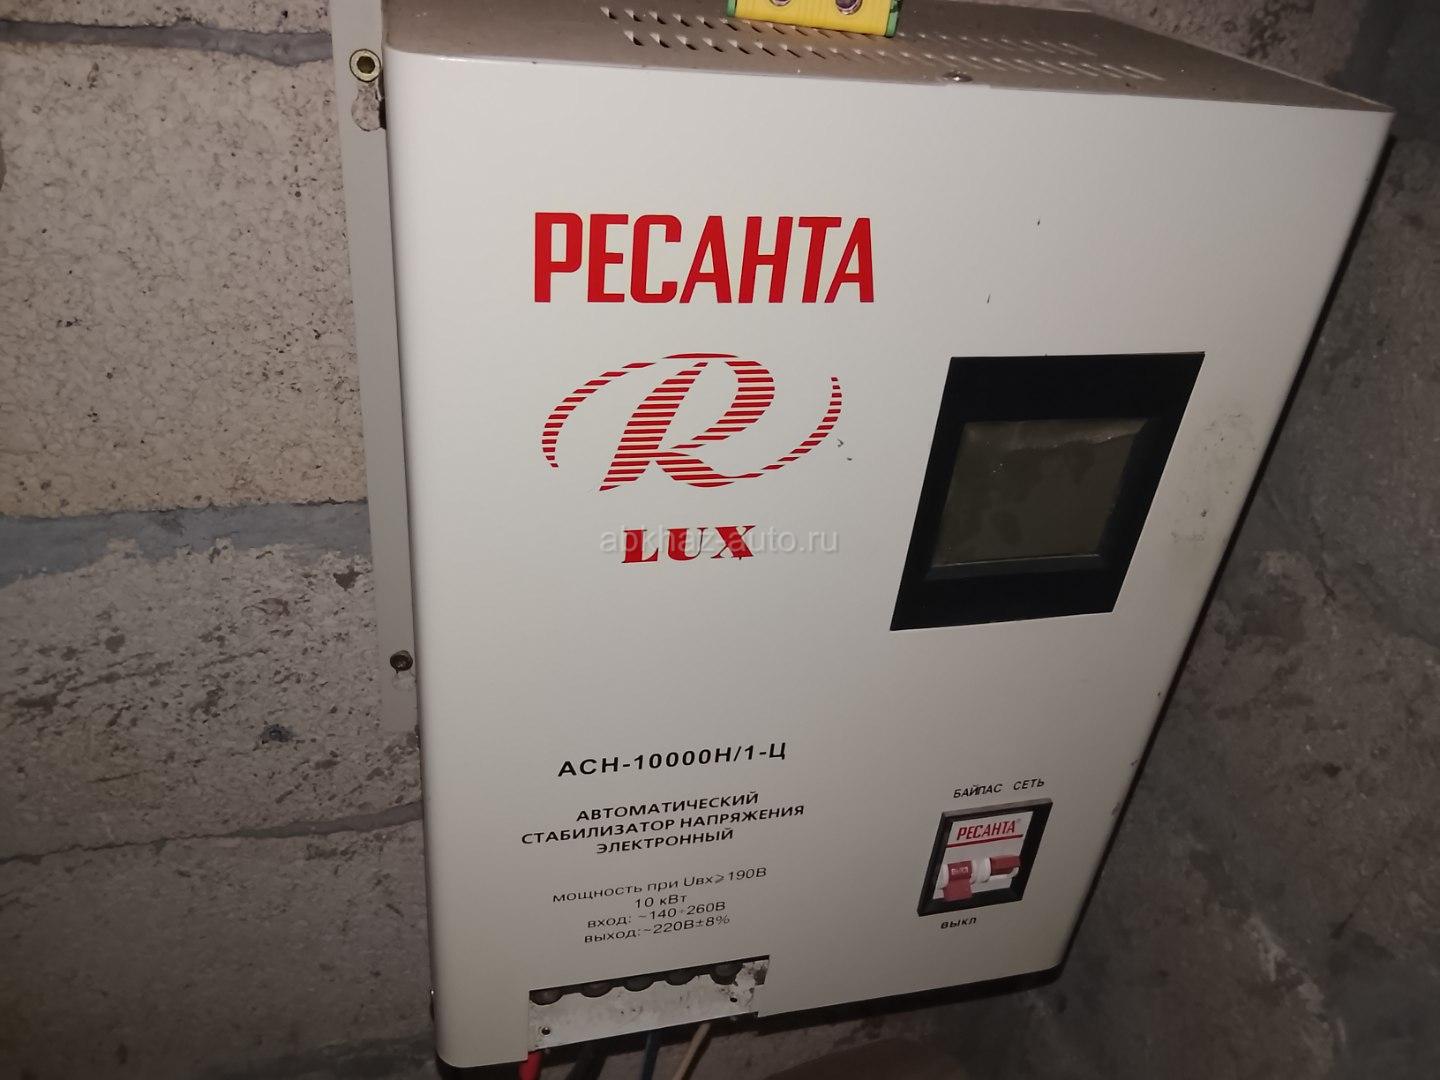 РЕСАНТА
R
LUX
abkhaz-auto.ru
АСН-10000Н/1-Ц
АВТОМАТИЧЕСКИЙ
СТАБИЛИЗАТОР НАПРЯЖЕНИЯ
ЭЛЕКТРОННЫЙ
мощность при Uвх⩾190В
10 кВт
вход: ~140÷260В
выход:~220В±8%
БАЙПАС СЕТЬ
РЕСАНТА
ВЫКЛ